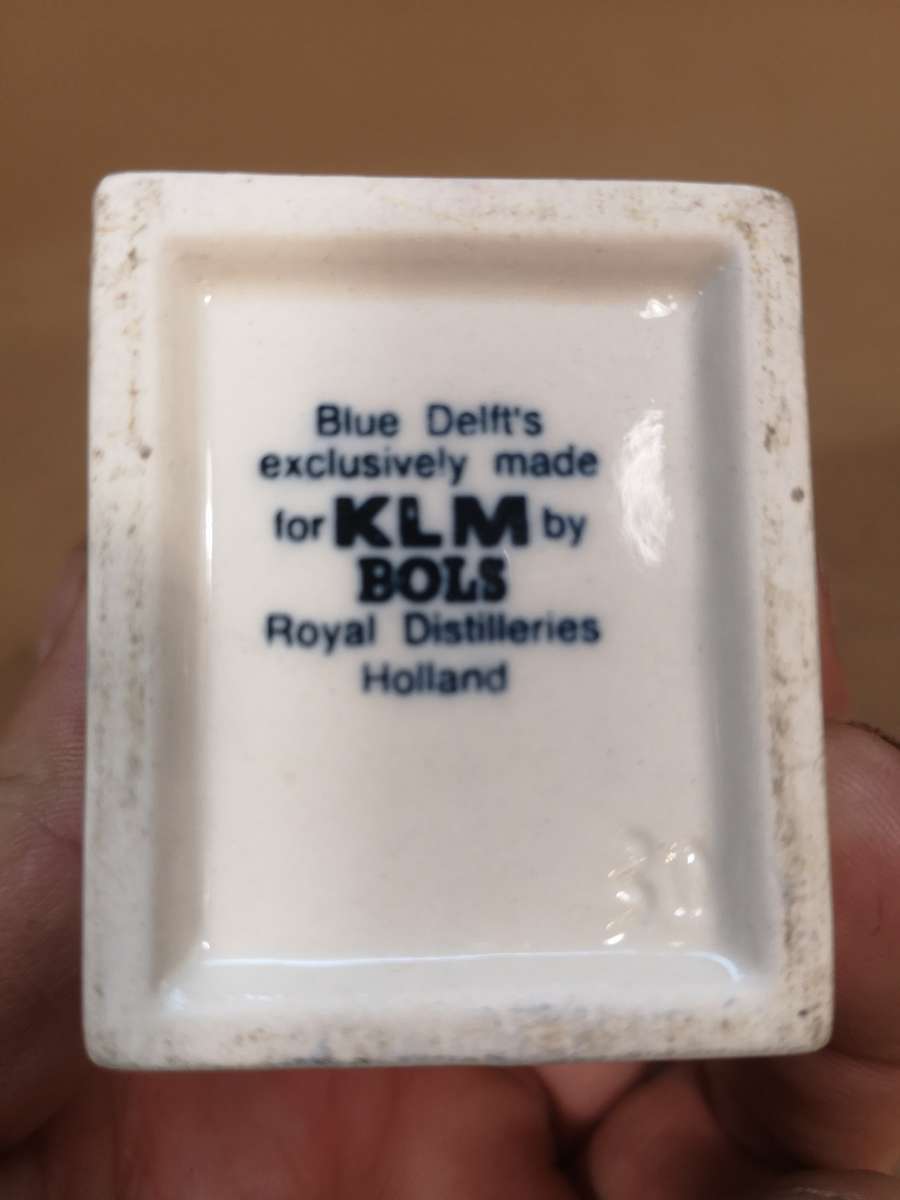 Blue Delft's
exclusively made
for KLM by
BOLS
Royal Distilleries
Holland